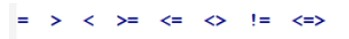 = > < >= <= <> != <=>